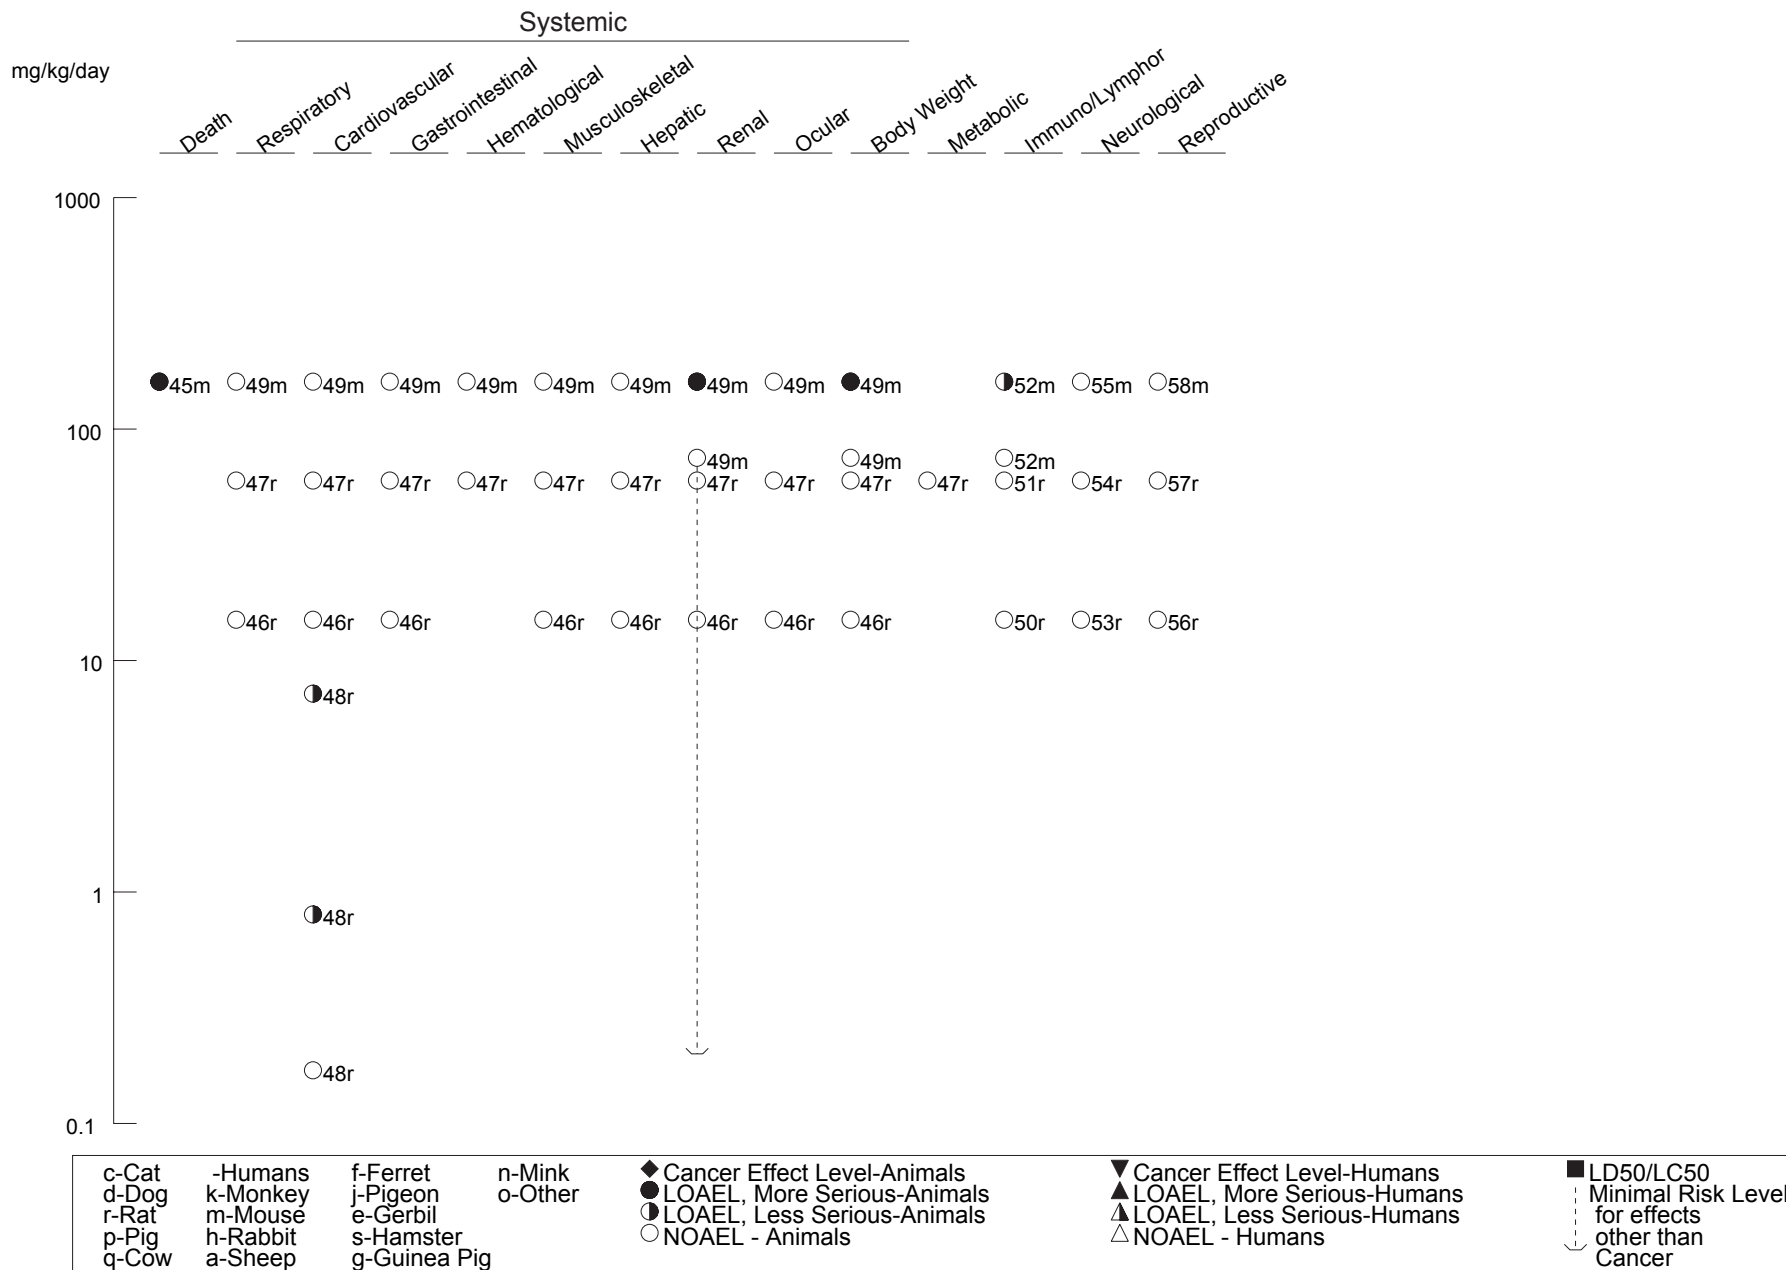 Systemic
mg/kg/day
Death Respiratory Cardiovascular Gastrointestinal Hematological Musculoskeletal Hepatic Renal Ocular Body Weight Metabolic Immuno/Lymphor Neurological Reproductive
1000
45m 49m 49m 49m 49m 49m 49m 49m 49m 49m 52m 55m 58m
100
49m 49m 52m
47r 47r 47r 47r 47r 47r 47r 47r 47r 47r 51r 54r 57r
46r 46r 46r 46r 46r 46r 46r 46r 50r 53r 56r
10
48r
1
48r
48r
0.1
c-Cat -Humans f-Ferret n-Mink Cancer Effect Level-Animals Cancer Effect Level-Humans LD50/LC50
d-Dog k-Monkey j-Pigeon o-Other LOAEL, More Serious-Animals LOAEL, More Serious-Humans Minimal Risk Level
r-Rat m-Mouse e-Gerbil LOAEL, Less Serious-Animals LOAEL, Less Serious-Humans for effects
p-Pig h-Rabbit s-Hamster NOAEL - Animals NOAEL - Humans other than
q-Cow a-Sheep g-Guinea Pig Cancer